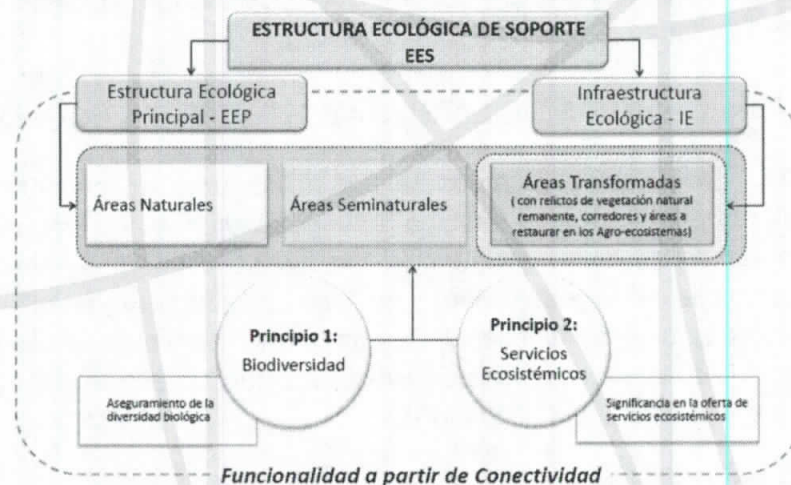 ESTRUCTURA ECOLÓGICA DE SOPORTE
EES
Estructura Ecológica
Principal - EEP
Infraestructura
Ecológica - IE
Áreas Naturales
Áreas Seminaturales
Áreas Transformadas
( con relictos de vegetación natural
remanente, corredores y áreas a
restaurar en los Agro-ecosistemas)
Principio 1:
Biodiversidad
Principio 2:
Servicios
Ecosistémicos
Aseguramiento de la
diversidad biológica
Significancia en la oferta de
servicios ecosistémicos
Funcionalidad a partir de Conectividad